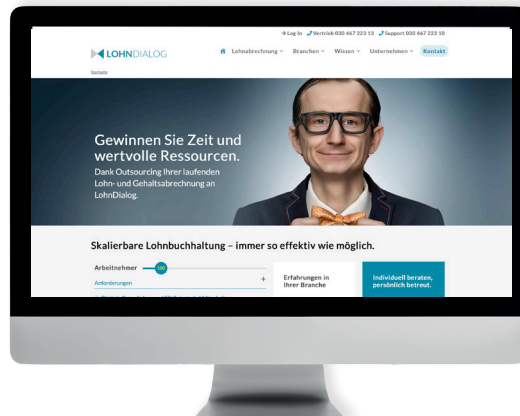 Log In Vertrieb 030 467 223 13 Support 030 467 223 10
LOHNDIALOG
Lohnabrechnung Branchen Wissen Unternehmen Kontakt
Startseite
Gewinnen Sie Zeit und
wertvolle Ressourcen.
Dank Outsourcing Ihrer laufenden
Lohn- und Gehaltsabrechnung an
LohnDialog.
Skalierbare Lohnbuchhaltung – immer so effektiv wie möglich.
Arbeitnehmer 100
Anforderungen +
Erfahrungen in
Ihrer Branche
Individuell beraten,
persönlich betreut.